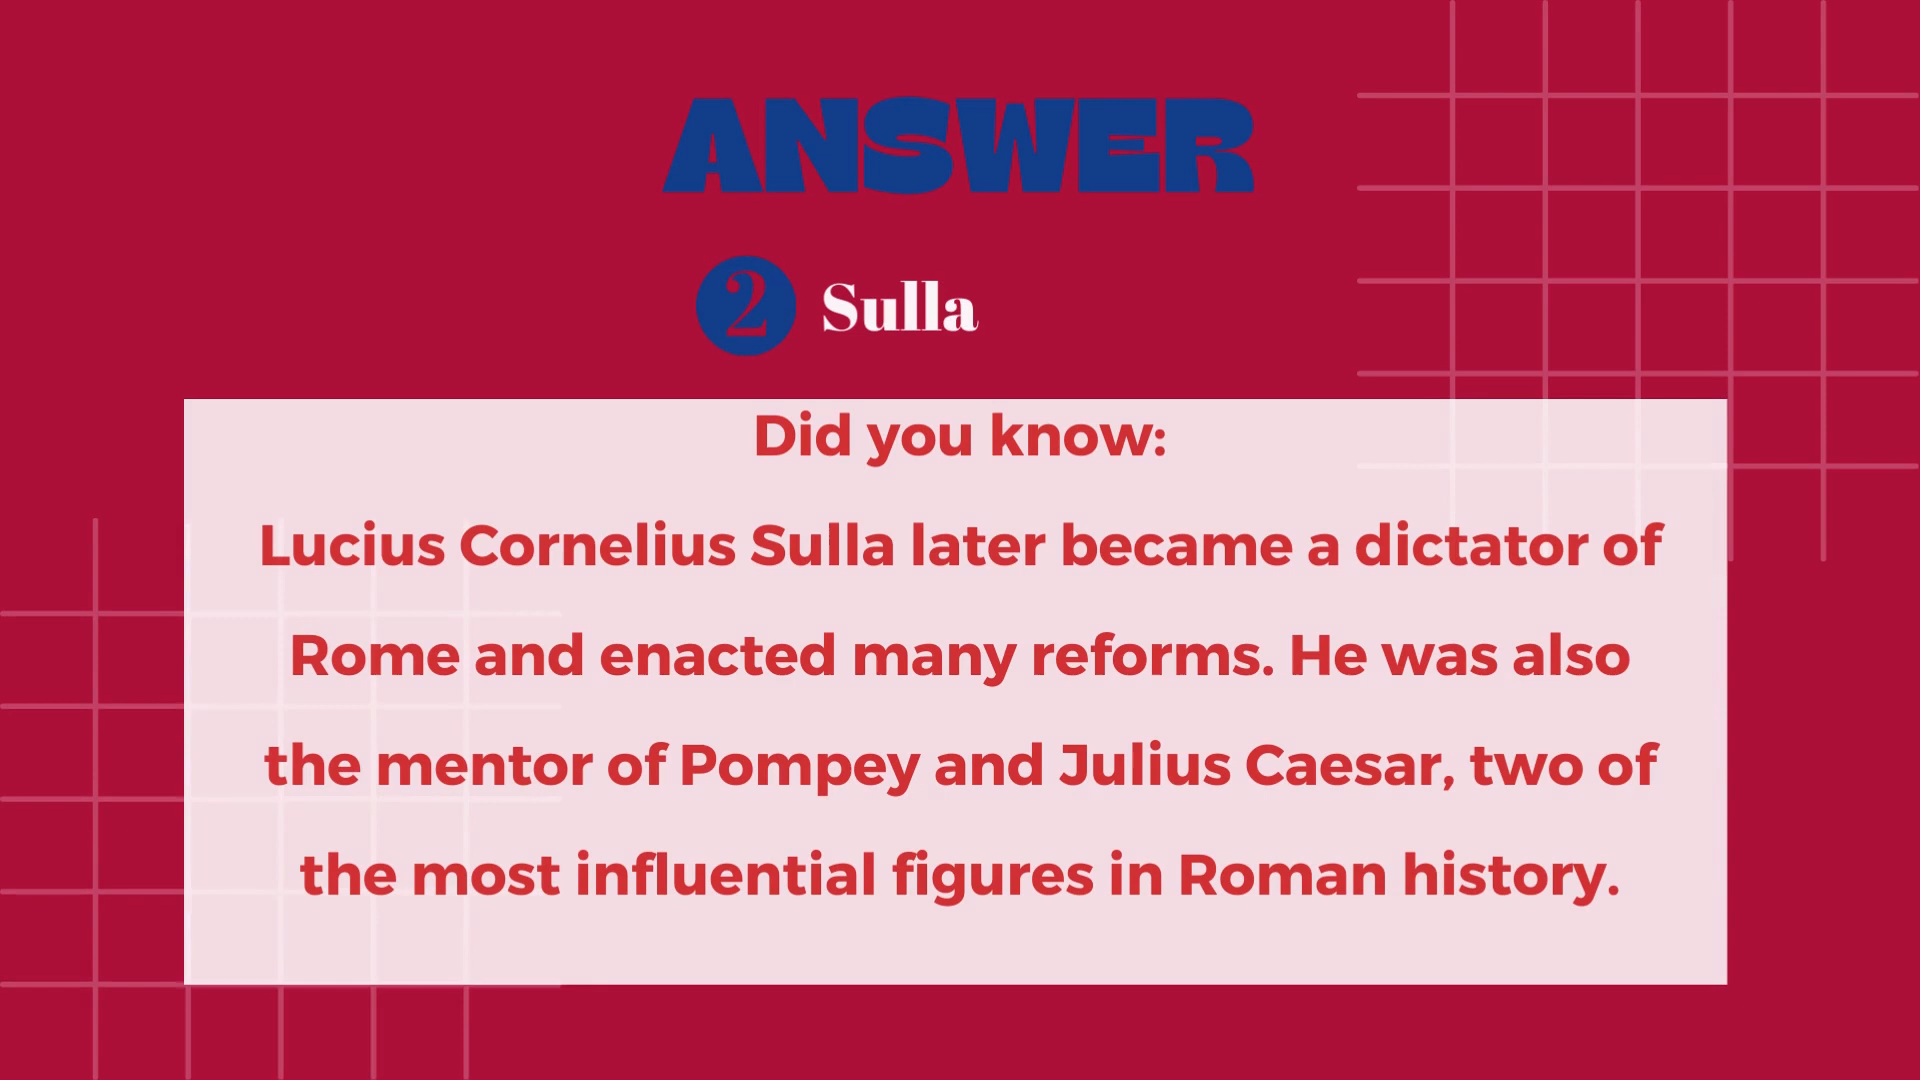 ANSWER
2 Sulla
Did you know:
Lucius Cornelius Sulla later became a dictator of
Rome and enacted many reforms. He was also
the mentor of Pompey and Julius Caesar, two of
the most influential figures in Roman history.